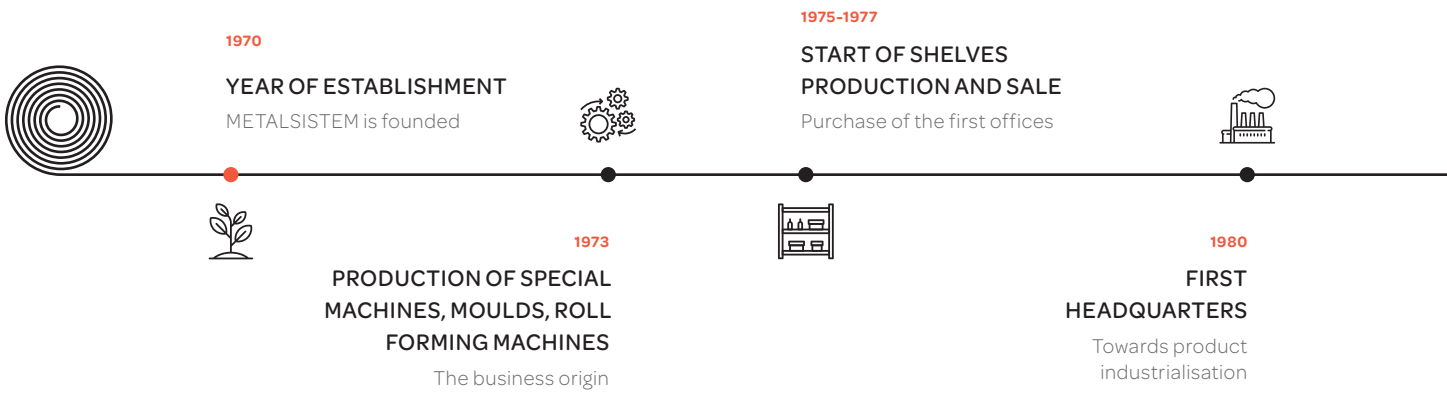 1970
YEAR OF ESTABLISHMENT
METALSISTEM is founded
1973
PRODUCTION OF SPECIAL
MACHINES, MOULDS, ROLL
FORMING MACHINES
The business origin
1975-1977
START OF SHELVES
PRODUCTION AND SALE
Purchase of the first offices
1980
FIRST
HEADQUARTERS
Towards product
industrialisation